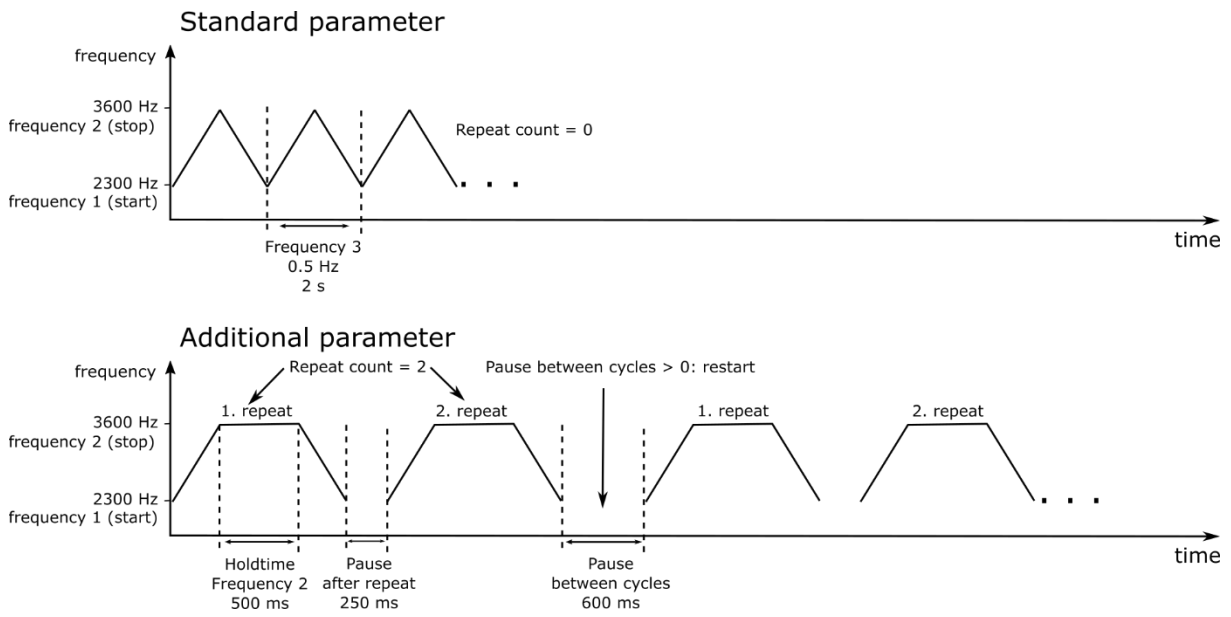 Standard parameter
frequency
3600 Hz
frequency 2 (stop)
Repeat count = 0
2300 Hz
frequency 1 (start)
time
Frequency 3
0.5 Hz
2 s
Additional parameter
frequency
Repeat count = 2
Pause between cycles > 0: restart
1. repeat
2. repeat
1. repeat
2. repeat
3600 Hz
frequency 2 (stop)
2300 Hz
frequency 1 (start)
time
Holdtime
Frequency 2
500 ms
Pause
after repeat
250 ms
Pause
between cycles
600 ms